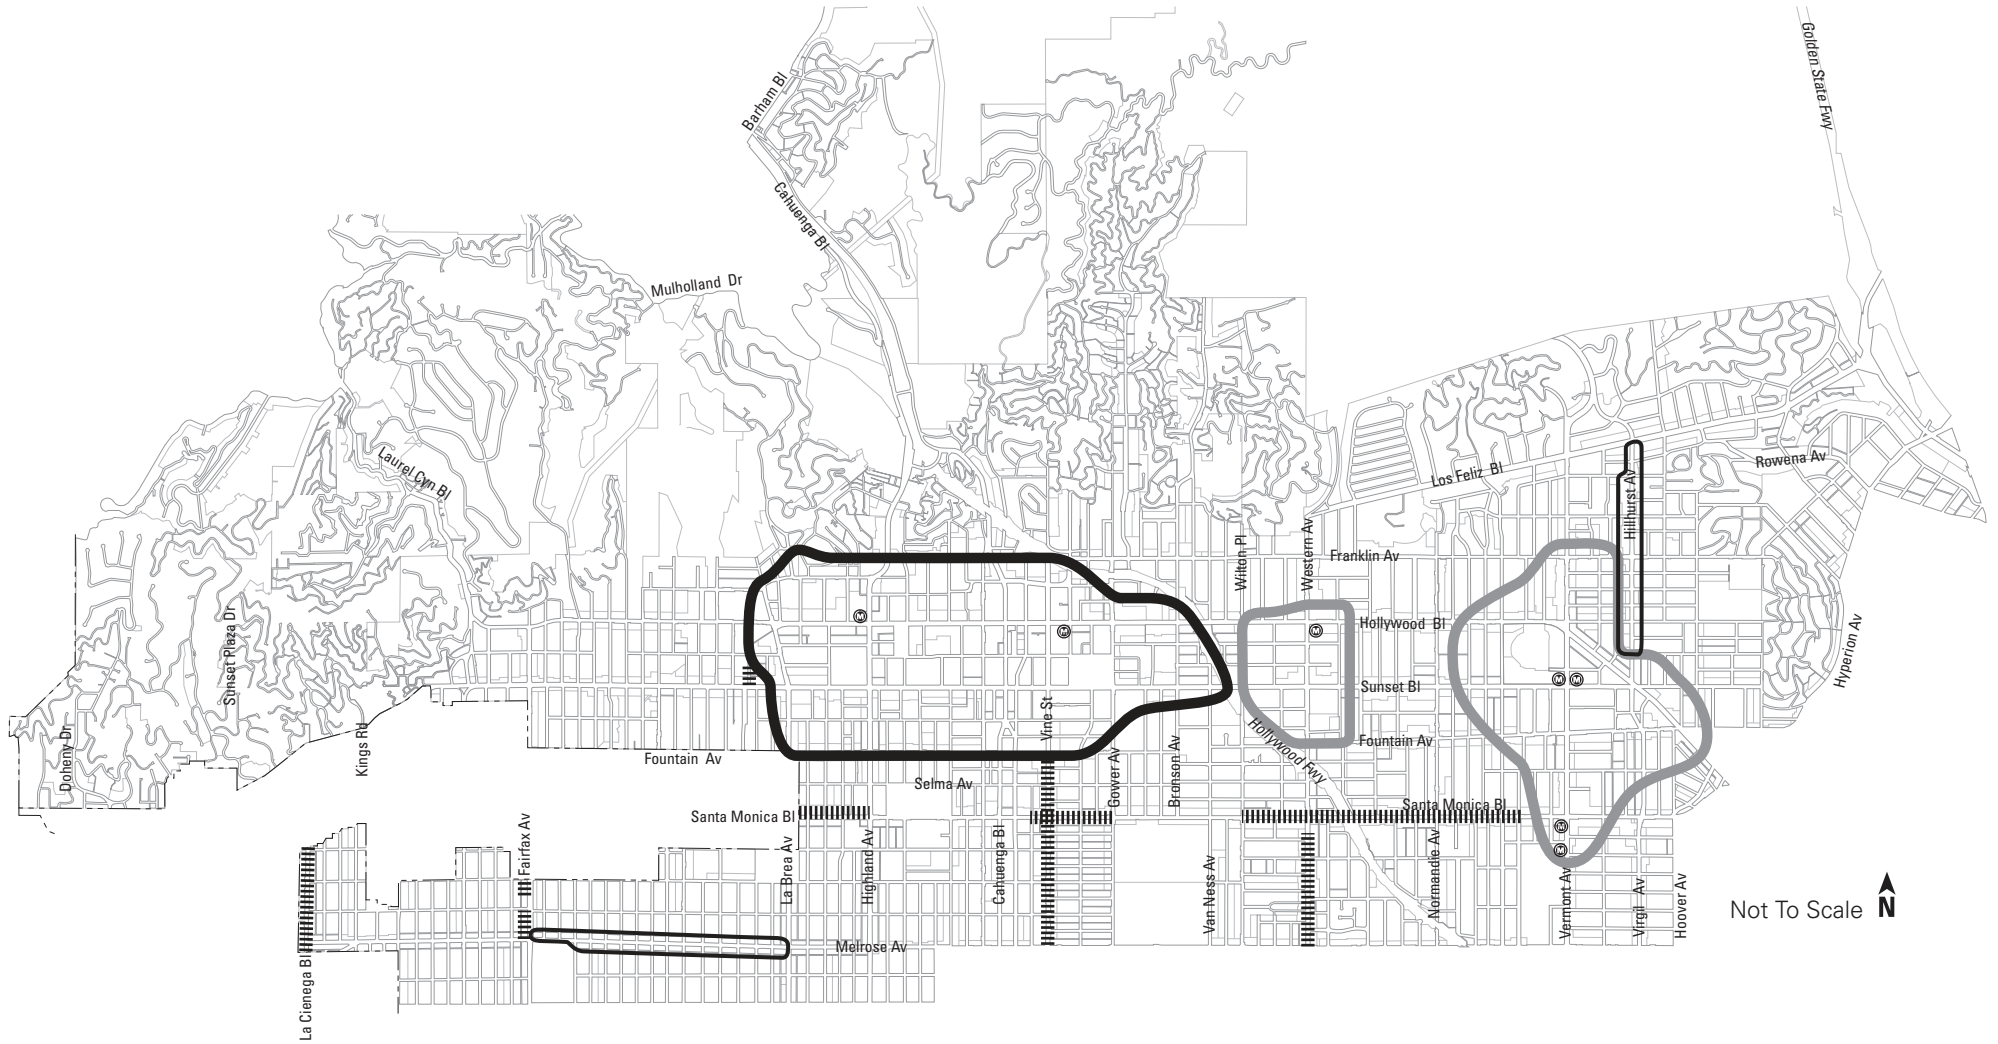 Golden State Fwy
Barham Bl
Cahuenga Bl
Mulholland Dr
Laurel Cyn Bl
Los Feliz Bl
Rowena Av
Hillhurst Av
Wilton Pl
Western Av
Franklin Av
Hollywood Bl
M
M
M
Hyperion Av
Sunset Plaza Dr
M M
Sunset Bl
Vine St
Doheny Dr
Kings Rd
Fountain Av
Hollywood Fwy
Fountain Av
Gower Av
Bronson Av
Selma Av
Santa Monica Bl
Santa Monica Bl
M
M
Fairfax Av
La Brea Av
Highland Av
Cahuenga Bl
Van Ness Av
Normandie Av
Vermont Av
Virgil Av
Hoover Av
Not To Scale
N
Melrose Av
La Cienega Bl